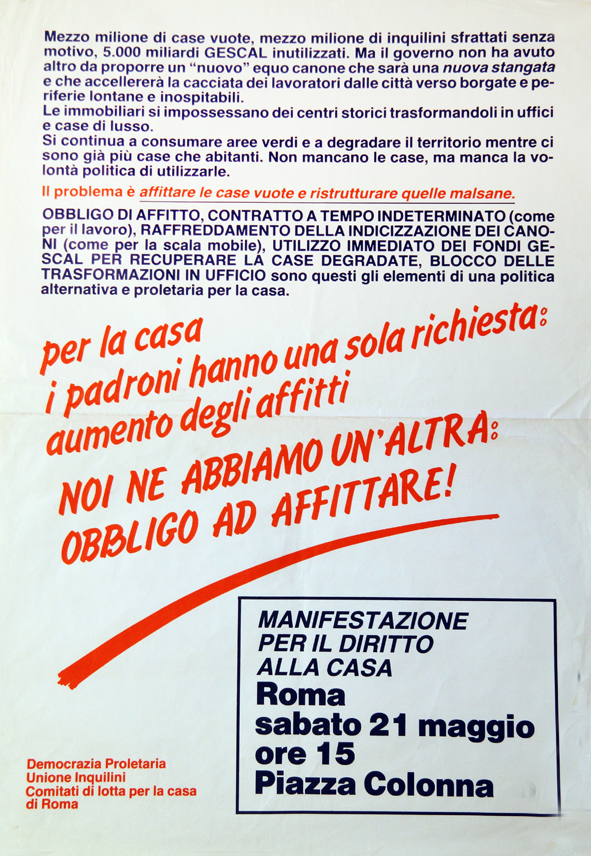 Mezzo milione di case vuote, mezzo milione di inquilini sfrattati senza
motivo, 5.000 miliardi GESCAL inutilizzati. Ma il governo non ha avuto
altro da proporre un “nuovo” equo canone che sarà una nuova stangata
e che accellererà la cacciata dei lavoratori dalle città verso borgate e pe-
riferie lontane e inospitabili.
Le immobiliari si impossessano dei centri storici trasformandoli in uffici
e case di lusso.
Si continua a consumare aree verdi e a degradare il territorio mentre ci
sono già più case che abitanti. Non mancano le case, ma manca la vo-
lontà politica di utilizzarle.
Il problema è affittare le case vuote e ristrutturare quelle malsane.
OBBLIGO DI AFFITTO, CONTRATTO A TEMPO INDETERMINATO (come
per il lavoro), RAFFREDDAMENTO DELLA INDICIZZAZIONE DEI CANO-
NI (come per la scala mobile), UTILIZZO IMMEDIATO DEI FONDI GE-
SCAL PER RECUPERARE LA CASE DEGRADATE, BLOCCO DELLE
TRASFORMAZIONI IN UFFICIO sono questi gli elementi di una politica
alternativa e proletaria per la casa.
per la casa
i padroni hanno una sola richiesta:
aumento degli affitti
NOI NE ABBIAMO UN'ALTRA:
OBBLIGO AD AFFITTARE!
MANIFESTAZIONE
PER IL DIRITTO
ALLA CASA
Roma
sabato 21 maggio
ore 15
Piazza Colonna
Democrazia Proletaria
Unione Inquilini
Comitati di lotta per la casa
di Roma